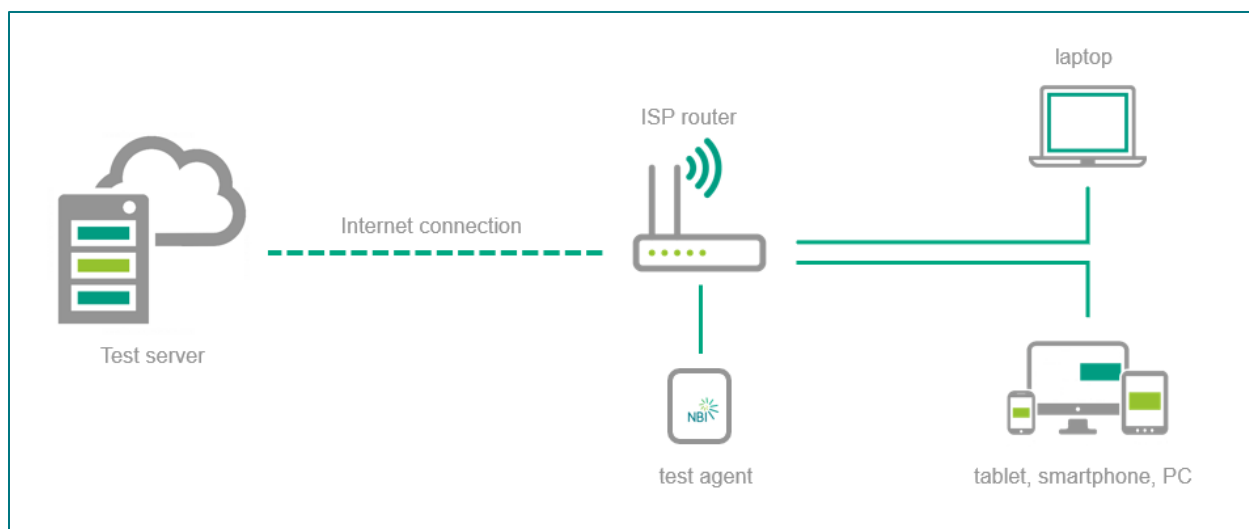 laptop
ISP router
Internet connection
Test server
NBI
test agent
tablet, smartphone, PC